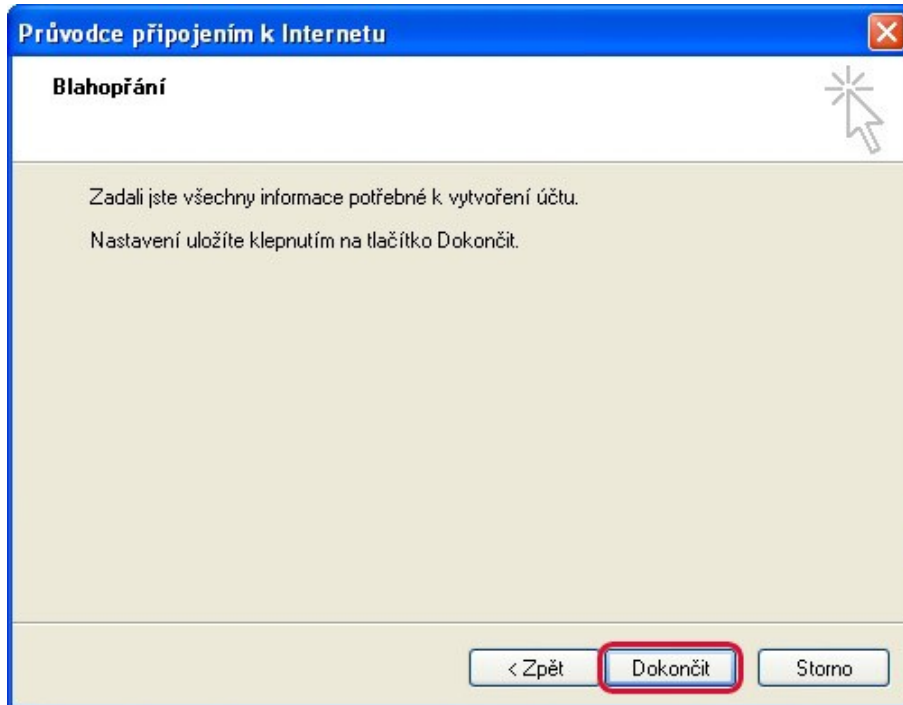 Průvodce připojením k Internetu
Blahopřání
Zadali jste všechny informace potřebné k vytvoření účtu.
Nastavení uložíte klepnutím na tlačítko Dokončit.
< Zpět
Dokončit
Storno